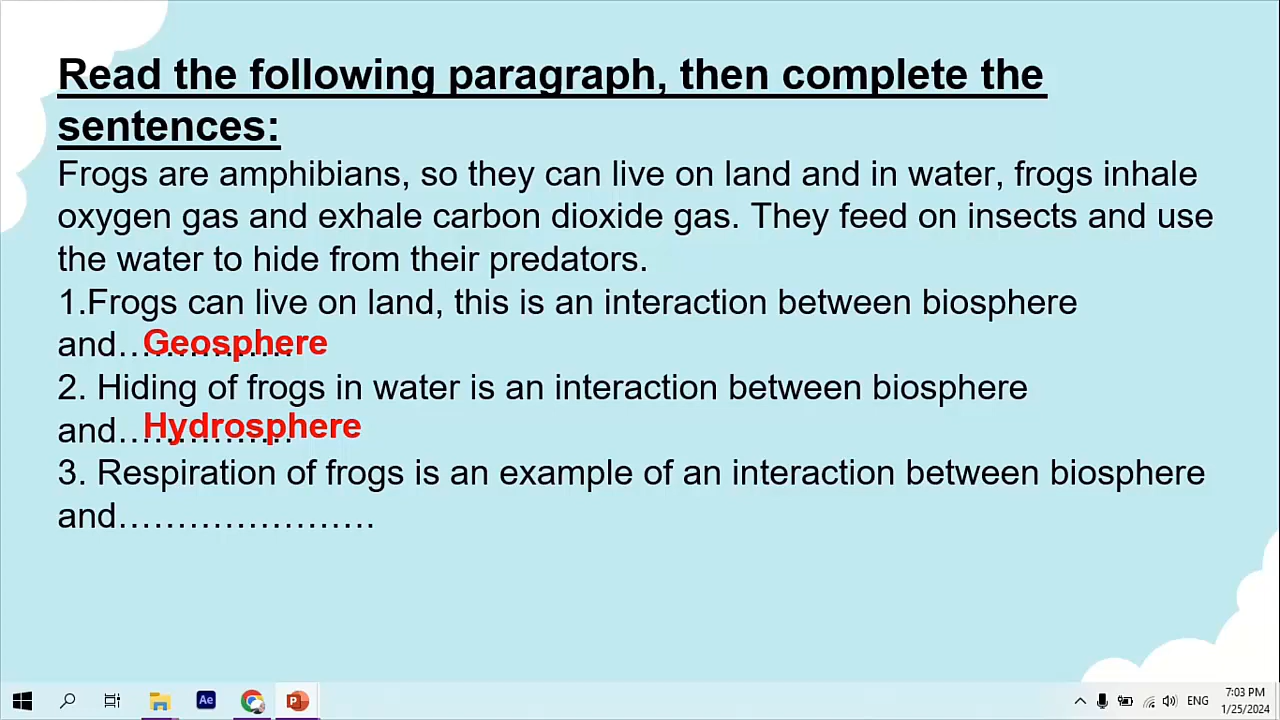 Read the following paragraph, then complete the
sentences:
Frogs are amphibians, so they can live on land and in water, frogs inhale
oxygen gas and exhale carbon dioxide gas. They feed on insects and use
the water to hide from their predators.
1.Frogs can live on land, this is an interaction between biosphere
and……………Geosphere
2. Hiding of frogs in water is an interaction between biosphere
and……………Hydrosphere
3. Respiration of frogs is an example of an interaction between biosphere
and………………….
Ae
P
ENG
7:03 PM
1/25/2024